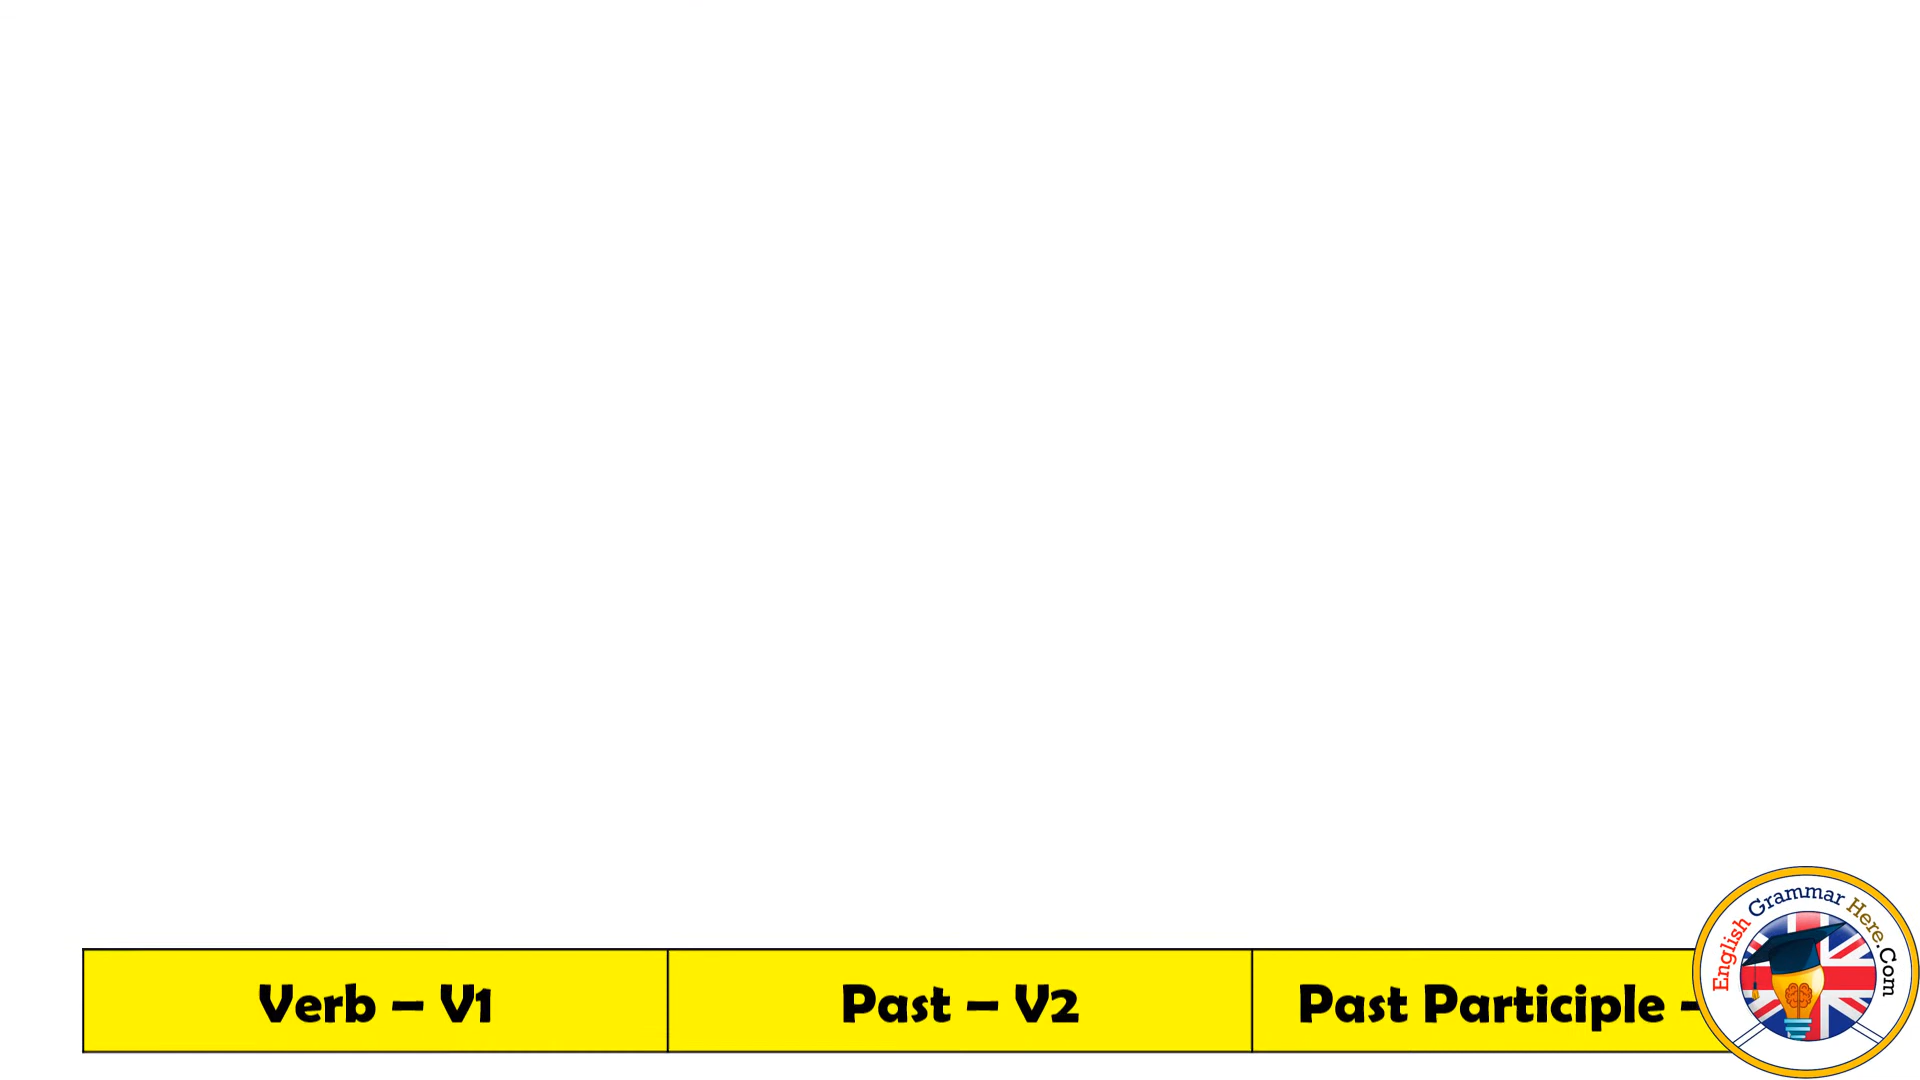 Verb – V1
Past – V2
Past Participle -
English Grammar Here.Com